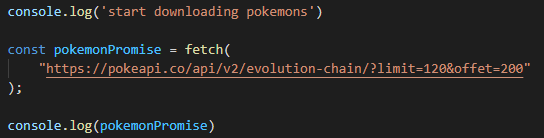 console.log('start downloading pokemons')
const pokemonPromise = fetch(
"https://pokeapi.co/api/v2/evolution-chain/?limit=120&offet=200"
);
console.log(pokemonPromise)